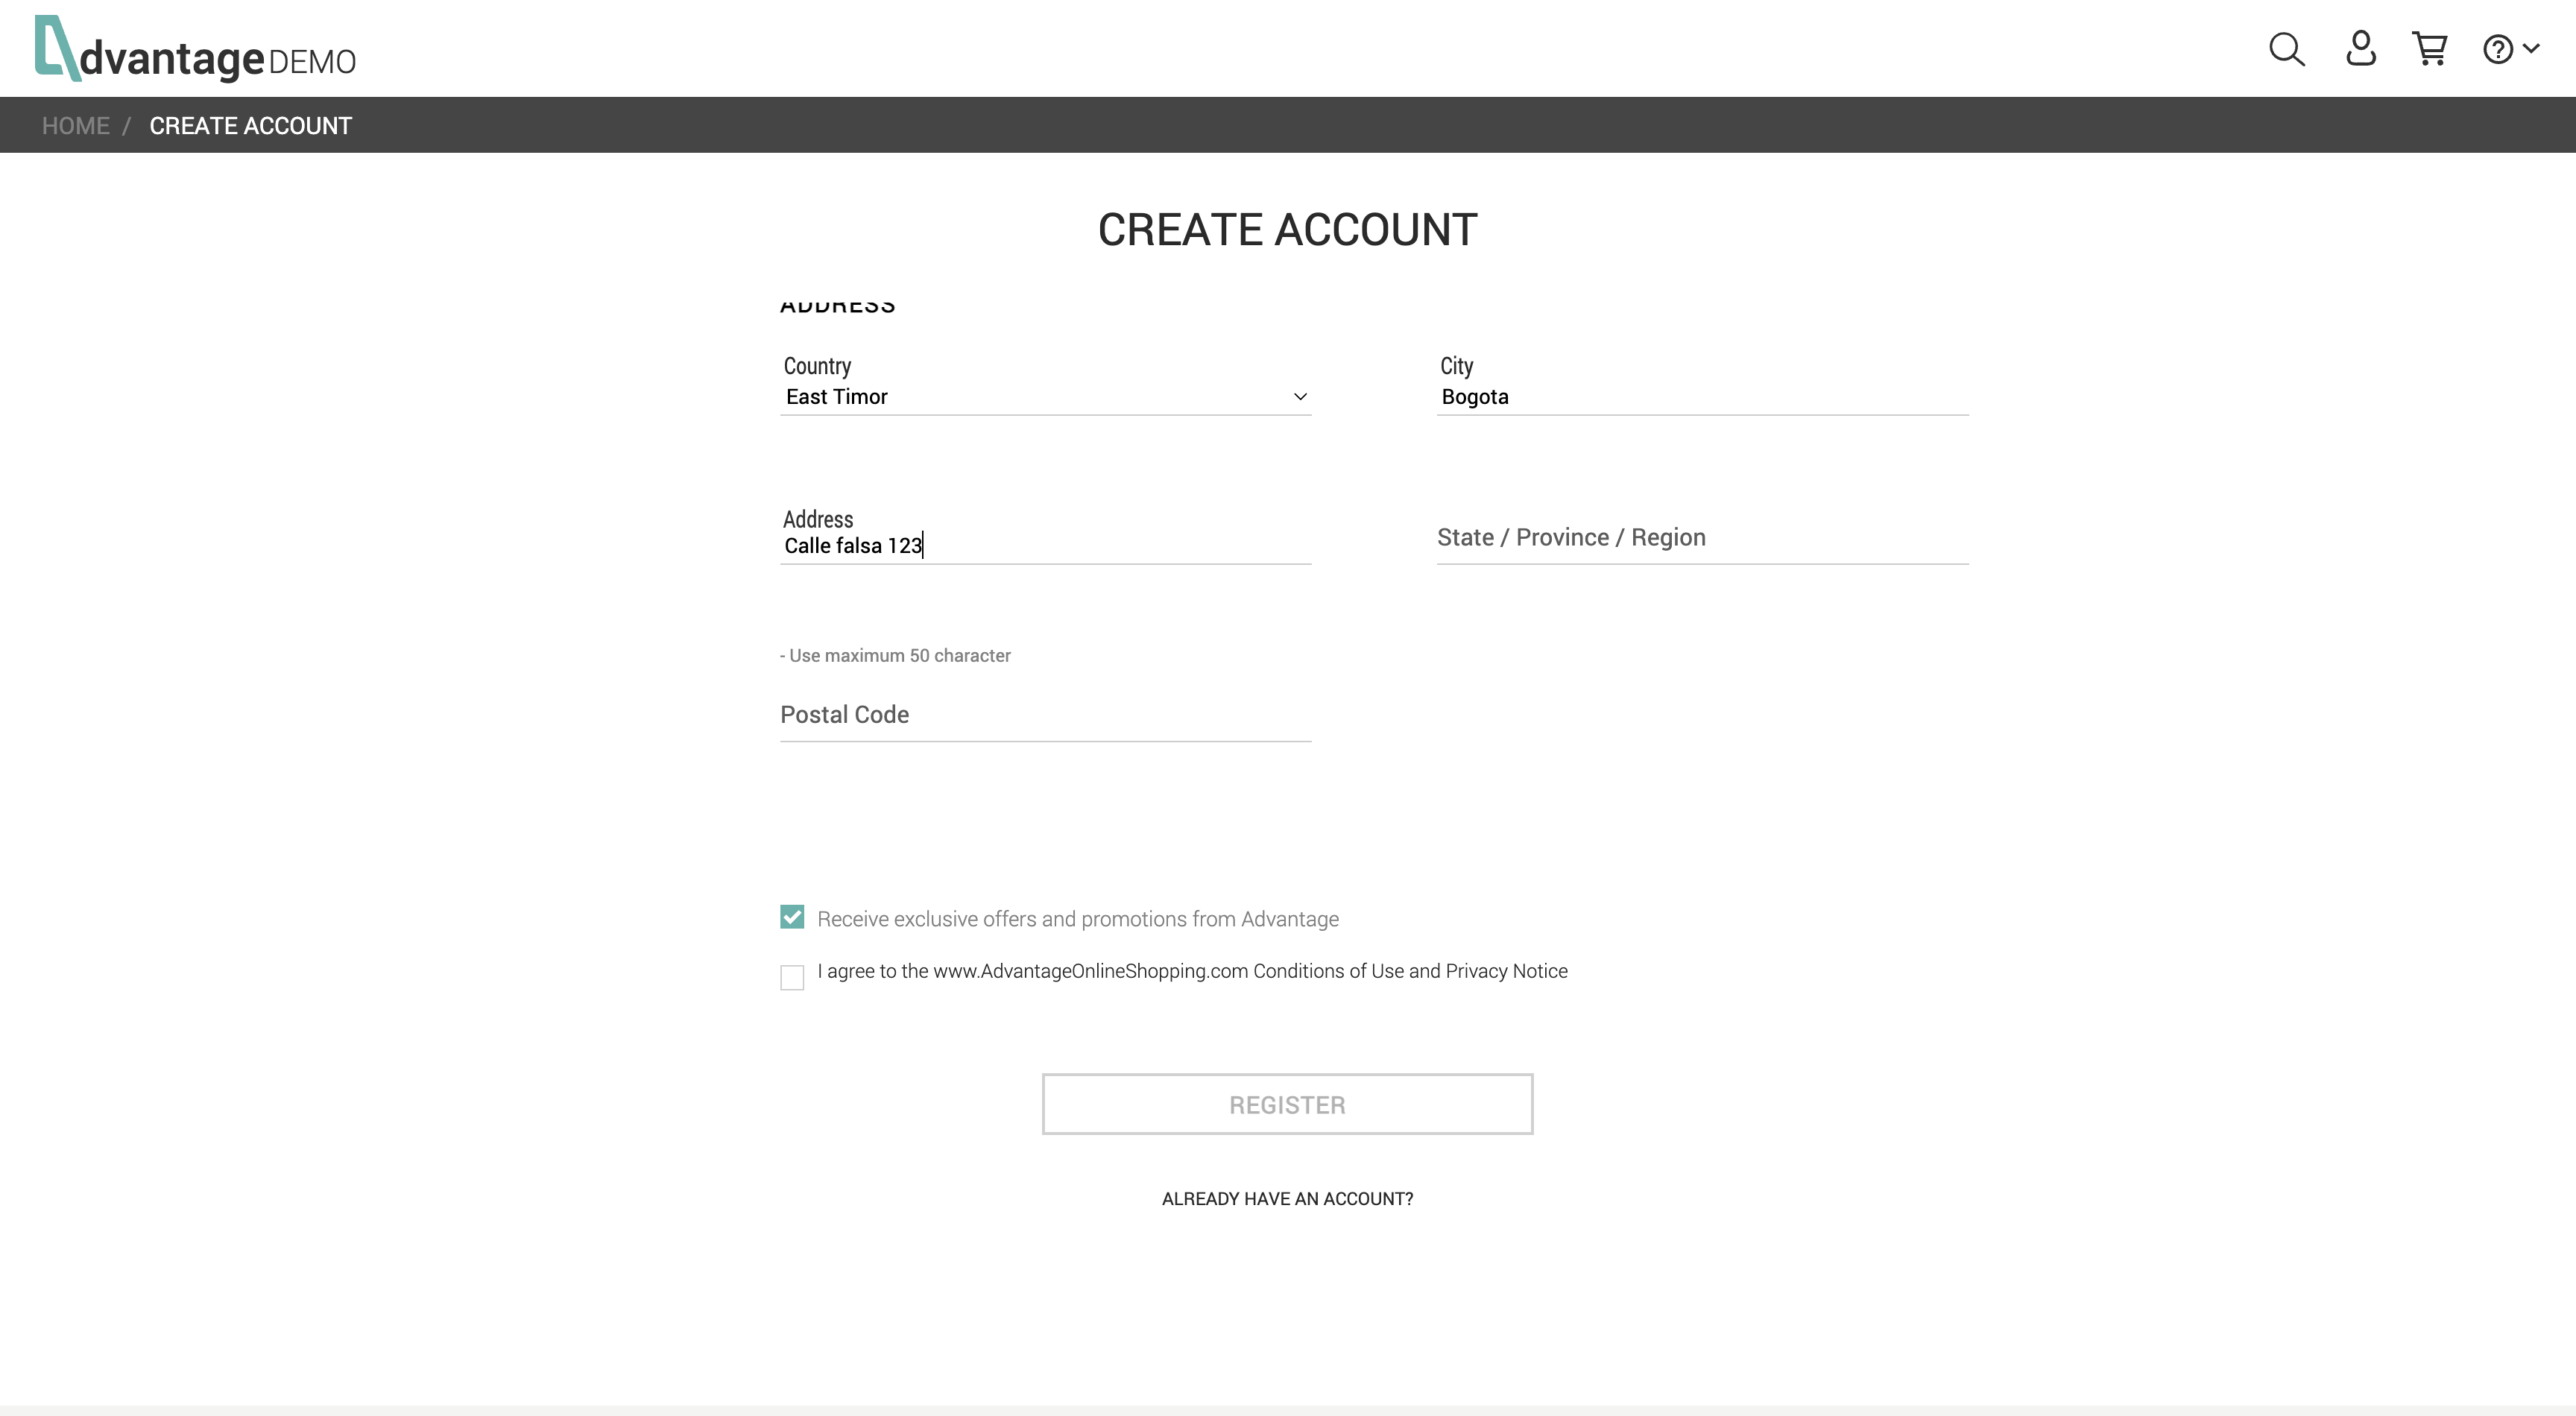 dvantage DEMO
HOME / CREATE ACCOUNT
CREATE ACCOUNT
ADDRESS
Country
East Timor
City
Bogota
Address
Calle falsa 123
State / Province / Region
- Use maximum 50 character
Postal Code
Receive exclusive offers and promotions from Advantage
I agree to the www.AdvantageOnlineShopping.com Conditions of Use and Privacy Notice
REGISTER
ALREADY HAVE AN ACCOUNT?